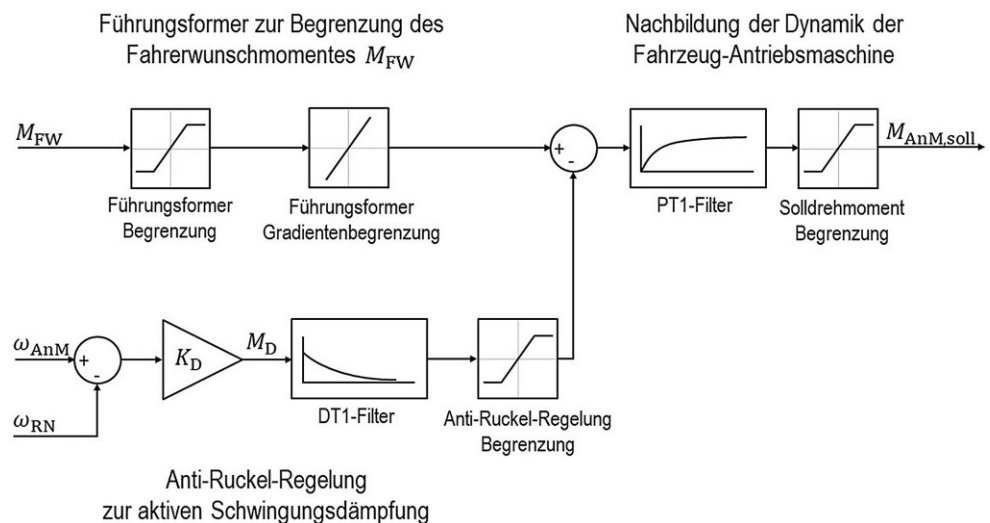 Führungsformer zur Begrenzung des
Fahrerwunschmomentes M_FW
Nachbildung der Dynamik der
Fahrzeug-Antriebsmaschine
M_FW
+
-
M_AnM,soll
Führungsformer
Begrenzung
Führungsformer
Gradientenbegrenzung
PT1-Filter
Solldrehmoment
Begrenzung
ω_AnM
+
-
K_D
M_D
ω_RN
DT1-Filter
Anti-Ruckel-Regelung
Begrenzung
Anti-Ruckel-Regelung
zur aktiven Schwingungsdämpfung